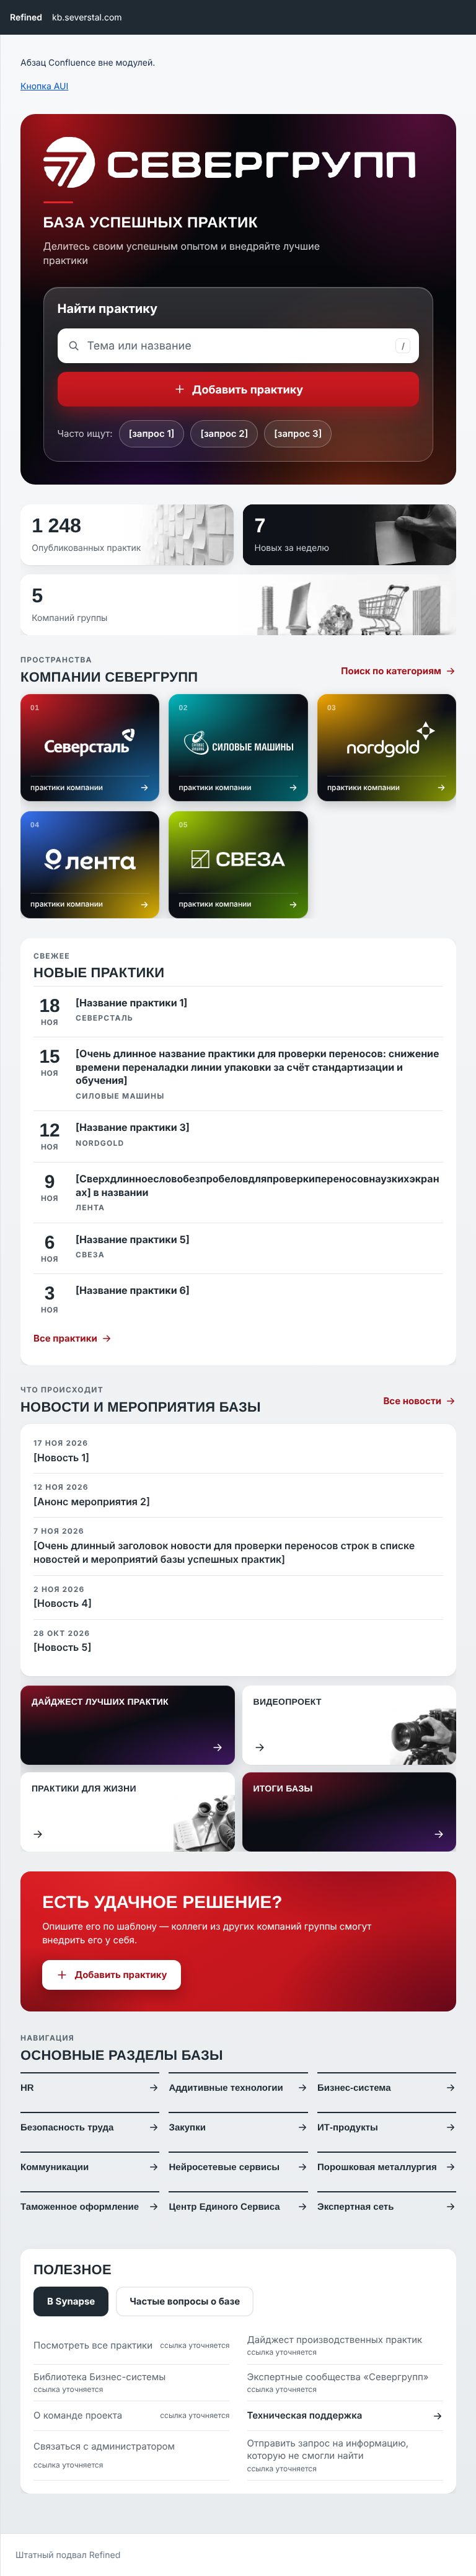 Refined kb.severstal.com
Абзац Confluence вне модулей.
Кнопка AUI
СЕВЕРГРУПП
БАЗА УСПЕШНЫХ ПРАКТИК
Делитесь своим успешным опытом и внедряйте лучшие
практики
Найти практику
Тема или название /
+ Добавить практику
Часто ищут: [запрос 1] [запрос 2] [запрос 3]
1 248
Опубликованных практик
7
Новых за неделю
5
Компаний группы
ПРОСТРАНСТВА
КОМПАНИИ СЕВЕРГРУПП
Поиск по категориям →
01
Северсталь
практики компании →
02
СИЛОВЫЕ МАШИНЫ
практики компании →
03
nordgold
практики компании →
04
лента
практики компании →
05
СВЕЗА
практики компании →
СВЕЖЕЕ
НОВЫЕ ПРАКТИКИ
18
НОЯ
[Название практики 1]
СЕВЕРСТАЛЬ
15
НОЯ
[Очень длинное название практики для проверки переносов: снижение
времени переналадки линии упаковки за счёт стандартизации и
обучения]
СИЛОВЫЕ МАШИНЫ
12
НОЯ
[Название практики 3]
NORDGOLD
9
НОЯ
[Сверхдлинноесловобезпробеловдляпроверкипереносовнаузкихэкран
ах] в названии
ЛЕНТА
6
НОЯ
[Название практики 5]
СВЕЗА
3
НОЯ
[Название практики 6]
Все практики →
ЧТО ПРОИСХОДИТ
НОВОСТИ И МЕРОПРИЯТИЯ БАЗЫ
Все новости →
17 НОЯ 2026
[Новость 1]
12 НОЯ 2026
[Анонс мероприятия 2]
7 НОЯ 2026
[Очень длинный заголовок новости для проверки переносов строк в списке
новостей и мероприятий базы успешных практик]
2 НОЯ 2026
[Новость 4]
28 ОКТ 2026
[Новость 5]
ДАЙДЖЕСТ ЛУЧШИХ ПРАКТИК
→
ВИДЕОПРОЕКТ
→
ПРАКТИКИ ДЛЯ ЖИЗНИ
→
ИТОГИ БАЗЫ
→
ЕСТЬ УДАЧНОЕ РЕШЕНИЕ?
Опишите его по шаблону — коллеги из других компаний группы смогут
внедрить его у себя.
+ Добавить практику
НАВИГАЦИЯ
ОСНОВНЫЕ РАЗДЕЛЫ БАЗЫ
HR →
Аддитивные технологии →
Бизнес-система →
Безопасность труда →
Закупки →
ИТ-продукты →
Коммуникации →
Нейросетевые сервисы →
Порошковая металлургия →
Таможенное оформление →
Центр Единого Сервиса →
Экспертная сеть →
ПОЛЕЗНОЕ
В Synapse
Частые вопросы о базе
Посмотреть все практики ссылка уточняется
Дайджест производственных практик
ссылка уточняется
Библиотека Бизнес-системы
ссылка уточняется
Экспертные сообщества «Севергрупп»
ссылка уточняется
О команде проекта ссылка уточняется
Техническая поддержка →
Связаться с администратором
ссылка уточняется
Отправить запрос на информацию,
которую не смогли найти
ссылка уточняется
Штатный подвал Refined